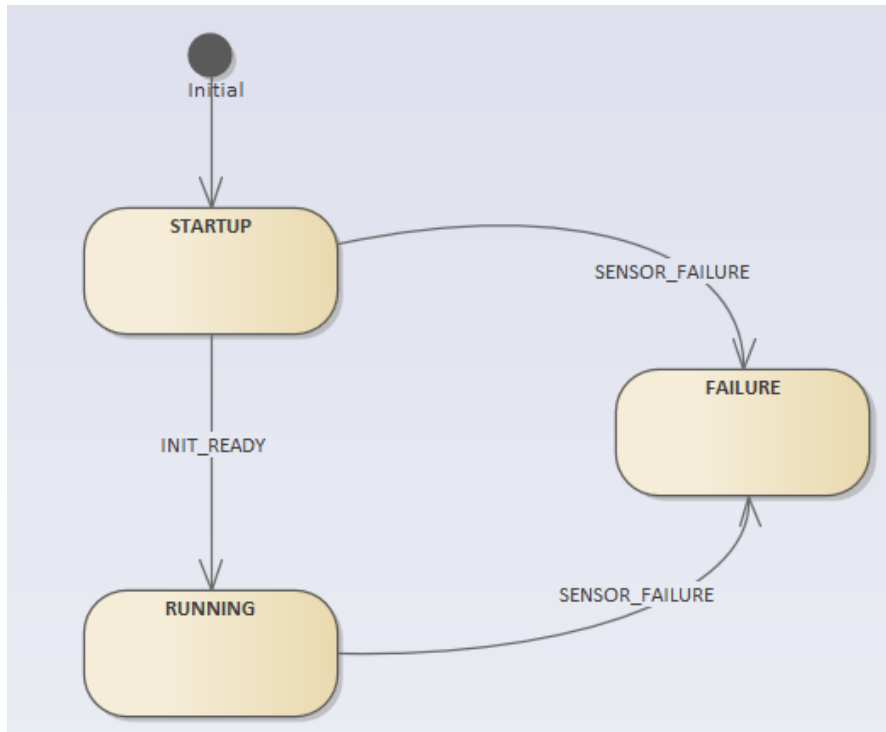 Initial
STARTUP
SENSOR_FAILURE
FAILURE
INIT_READY
SENSOR_FAILURE
RUNNING